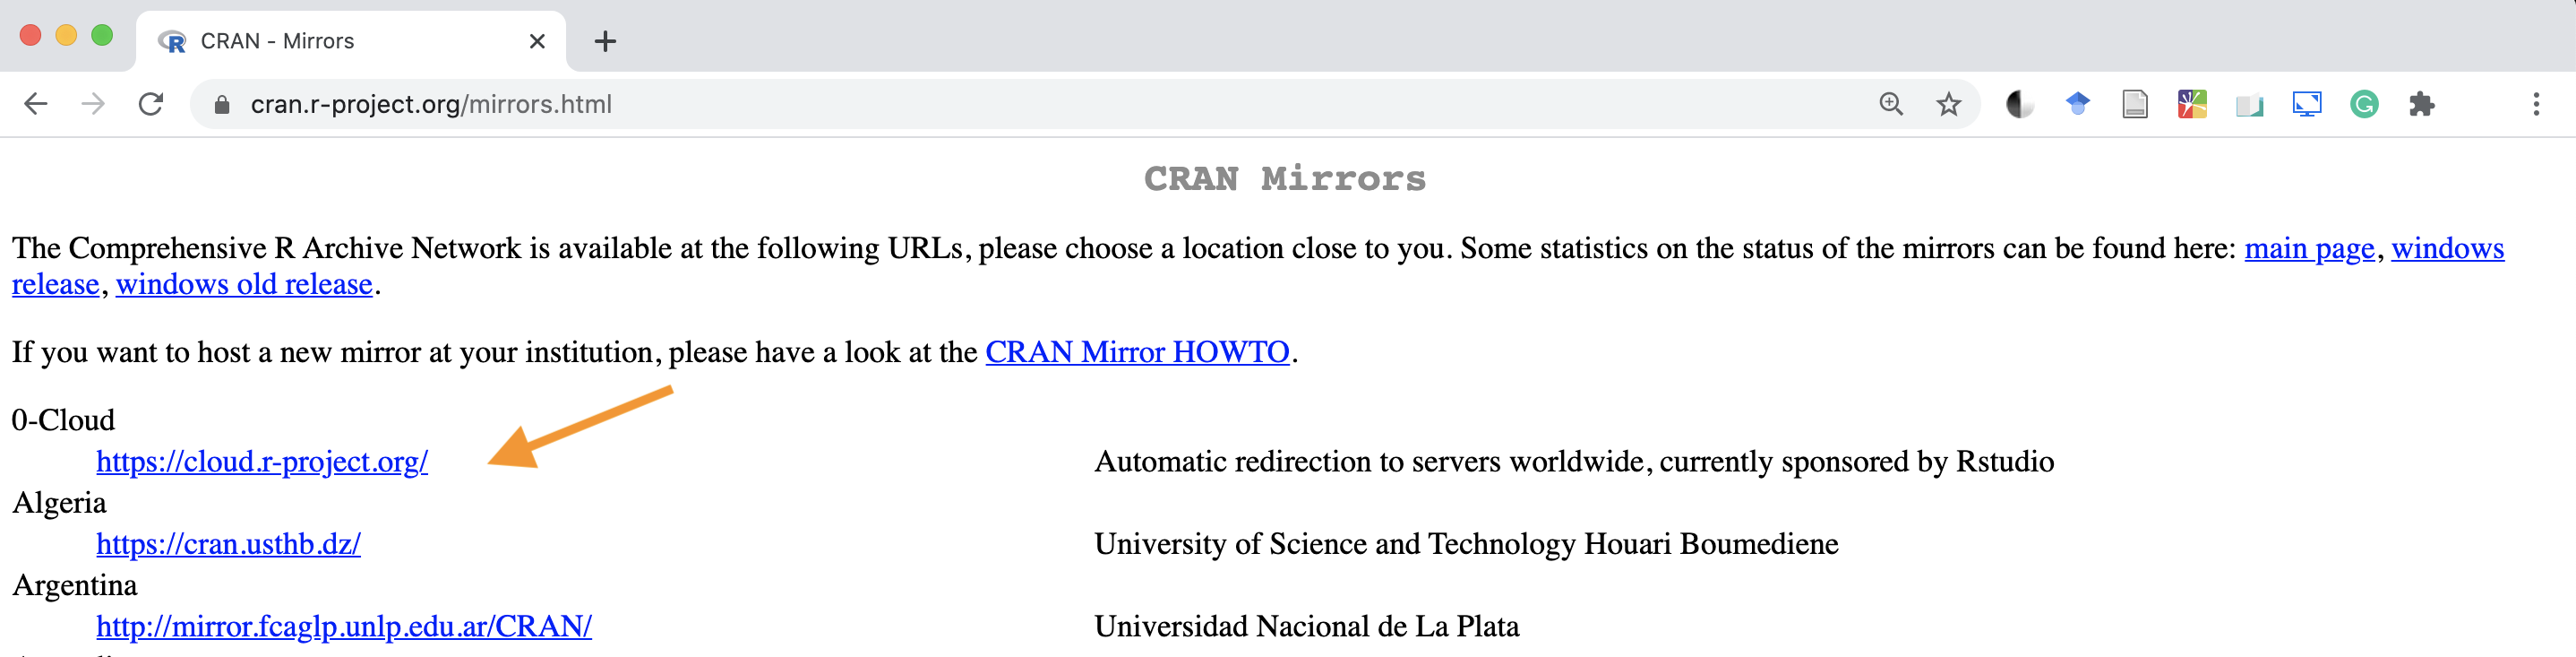 CRAN - Mirrors
cran.r-project.org/mirrors.html
CRAN Mirrors
The Comprehensive R Archive Network is available at the following URLs, please choose a location close to you. Some statistics on the status of the mirrors can be found here: main page, windows
release, windows old release.
If you want to host a new mirror at your institution, please have a look at the CRAN Mirror HOWTO.
0-Cloud
https://cloud.r-project.org/ Automatic redirection to servers worldwide, currently sponsored by Rstudio
Algeria
https://cran.usthb.dz/ University of Science and Technology Houari Boumediene
Argentina
http://mirror.fcaglp.unlp.edu.ar/CRAN/ Universidad Nacional de La Plata